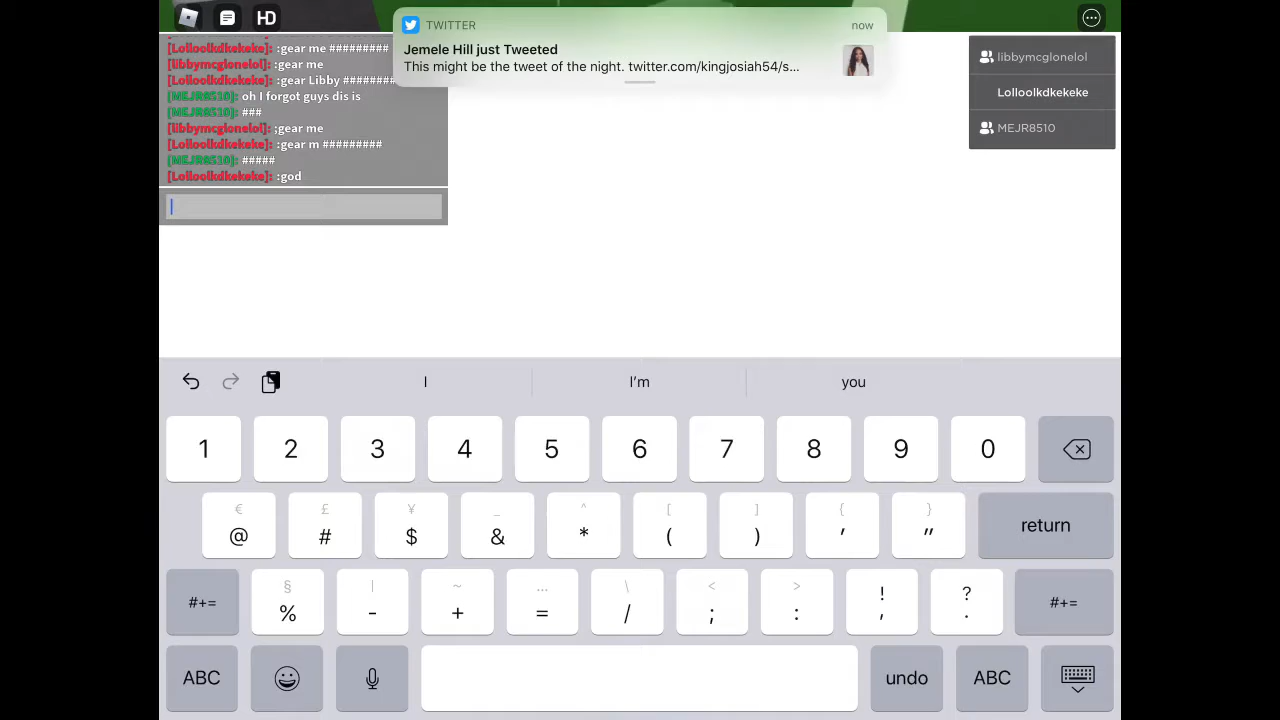 HD
TWITTER
now
Jemele Hill just Tweeted
This might be the tweet of the night. twitter.com/kingjosiah54/s...
[Lolloolkdkekeke]: :gear me #########
[libbymcglonelol]: ;gear me
[Lolloolkdkekeke]: :gear Libby ########
[MEJR8510]: oh I forgot guys dis is
[MEJR8510]: ###
[libbymcglonelol]: ;gear me
[Lolloolkdkekeke]: :gear m #########
[MEJR8510]: #####
[Lolloolkdkekeke]: :god
libbymcglonelol
Lolloolkdkekeke
MEJR8510
I I’m you
1 2 3 4 5 6 7 8 9 0
€ £ ¥ _ ^ [ ] { }
@ # $ & * ( ) ' " return
§ | ~ … \ < > ! ?
#+= % - + = / ; : , . #+=
ABC undo ABC